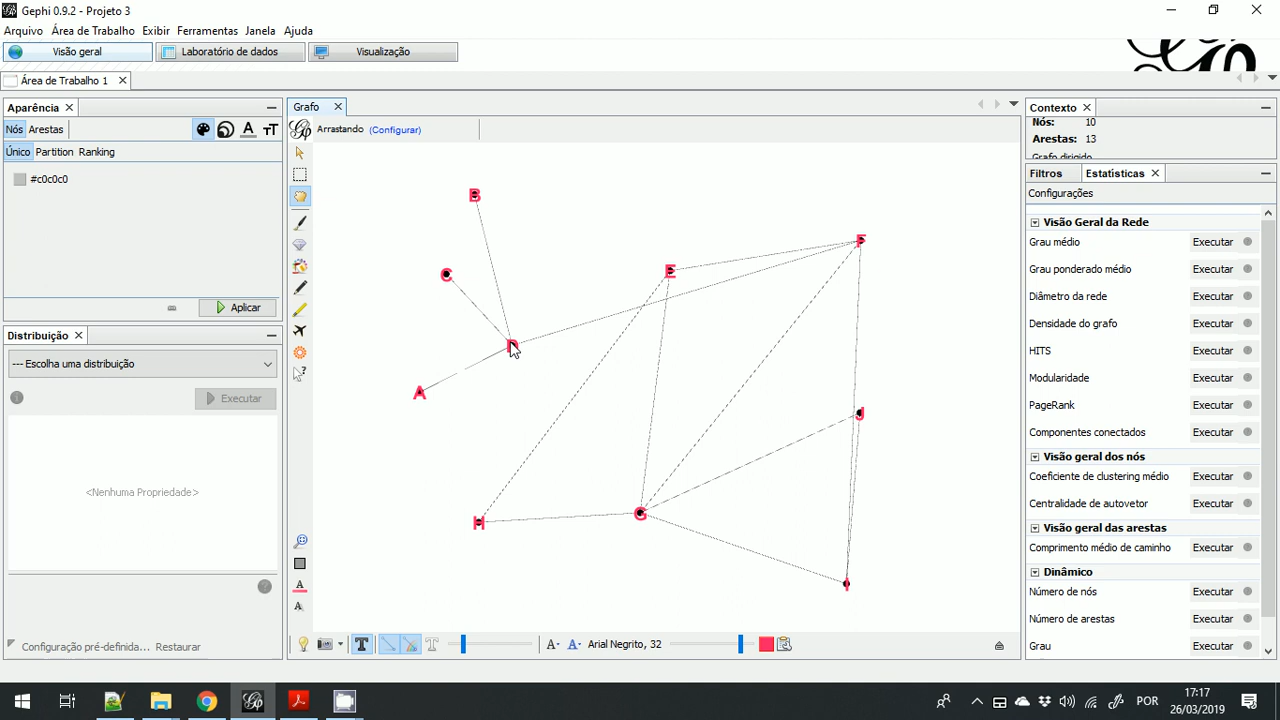 Gephi 0.9.2 - Projeto 3
Arquivo Área de Trabalho Exibir Ferramentas Janela Ajuda
Visão geral Laboratório de dados Visualização
Área de Trabalho 1
Aparência
Nós Arestas
Único Partition Ranking
#c0c0c0
Aplicar
Distribuição
--- Escolha uma distribuição
Executar
<Nenhuma Propriedade>
Configuração pré-definida... Restaurar
Grafo
Arrastando (Configurar)
B
F
E
C
D
A
J
H
G
I
Arial Negrito, 32
Contexto
Nós: 10
Arestas: 13
Grafo dirigido
Filtros Estatísticas
Configurações
Visão Geral da Rede
Grau médio Executar
Grau ponderado médio Executar
Diâmetro da rede Executar
Densidade do grafo Executar
HITS Executar
Modularidade Executar
PageRank Executar
Componentes conectados Executar
Visão geral dos nós
Coeficiente de clustering médio Executar
Centralidade de autovetor Executar
Visão geral das arestas
Comprimento médio de caminho Executar
Dinâmico
Número de nós Executar
Número de arestas Executar
Grau Executar
POR
17:17
26/03/2019